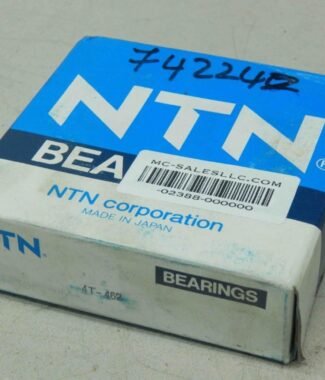 742242
NTN
BEA
MC-SALESLLC.COM
-02388-000000
NTN corporation
MADE IN JAPAN
NTN
BEARINGS
4T-462